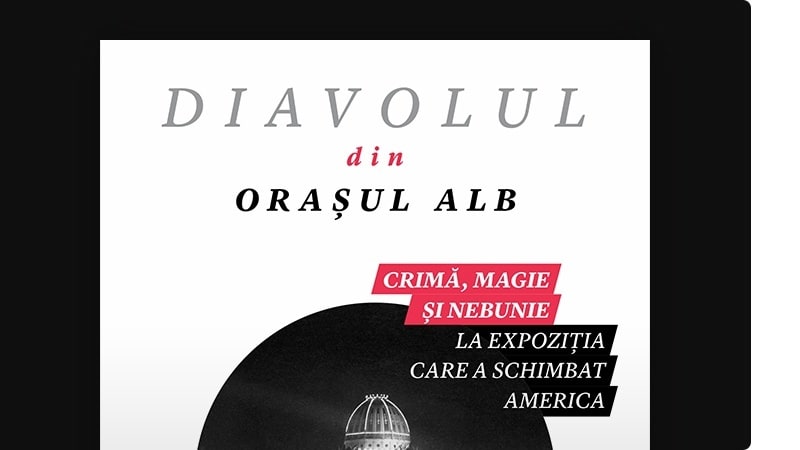 DIAVOLUL
din
ORAȘUL ALB
CRIMĂ, MAGIE
ȘI NEBUNIE
LA EXPOZIȚIA
CARE A SCHIMBAT
AMERICA